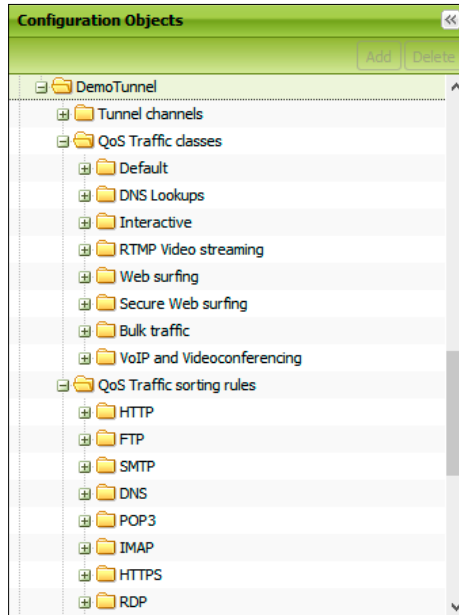 Configuration Objects
Add Delete
DemoTunnel
Tunnel channels
QoS Traffic classes
Default
DNS Lookups
Interactive
RTMP Video streaming
Web surfing
Secure Web surfing
Bulk traffic
VoIP and Videoconferencing
QoS Traffic sorting rules
HTTP
FTP
SMTP
DNS
POP3
IMAP
HTTPS
RDP